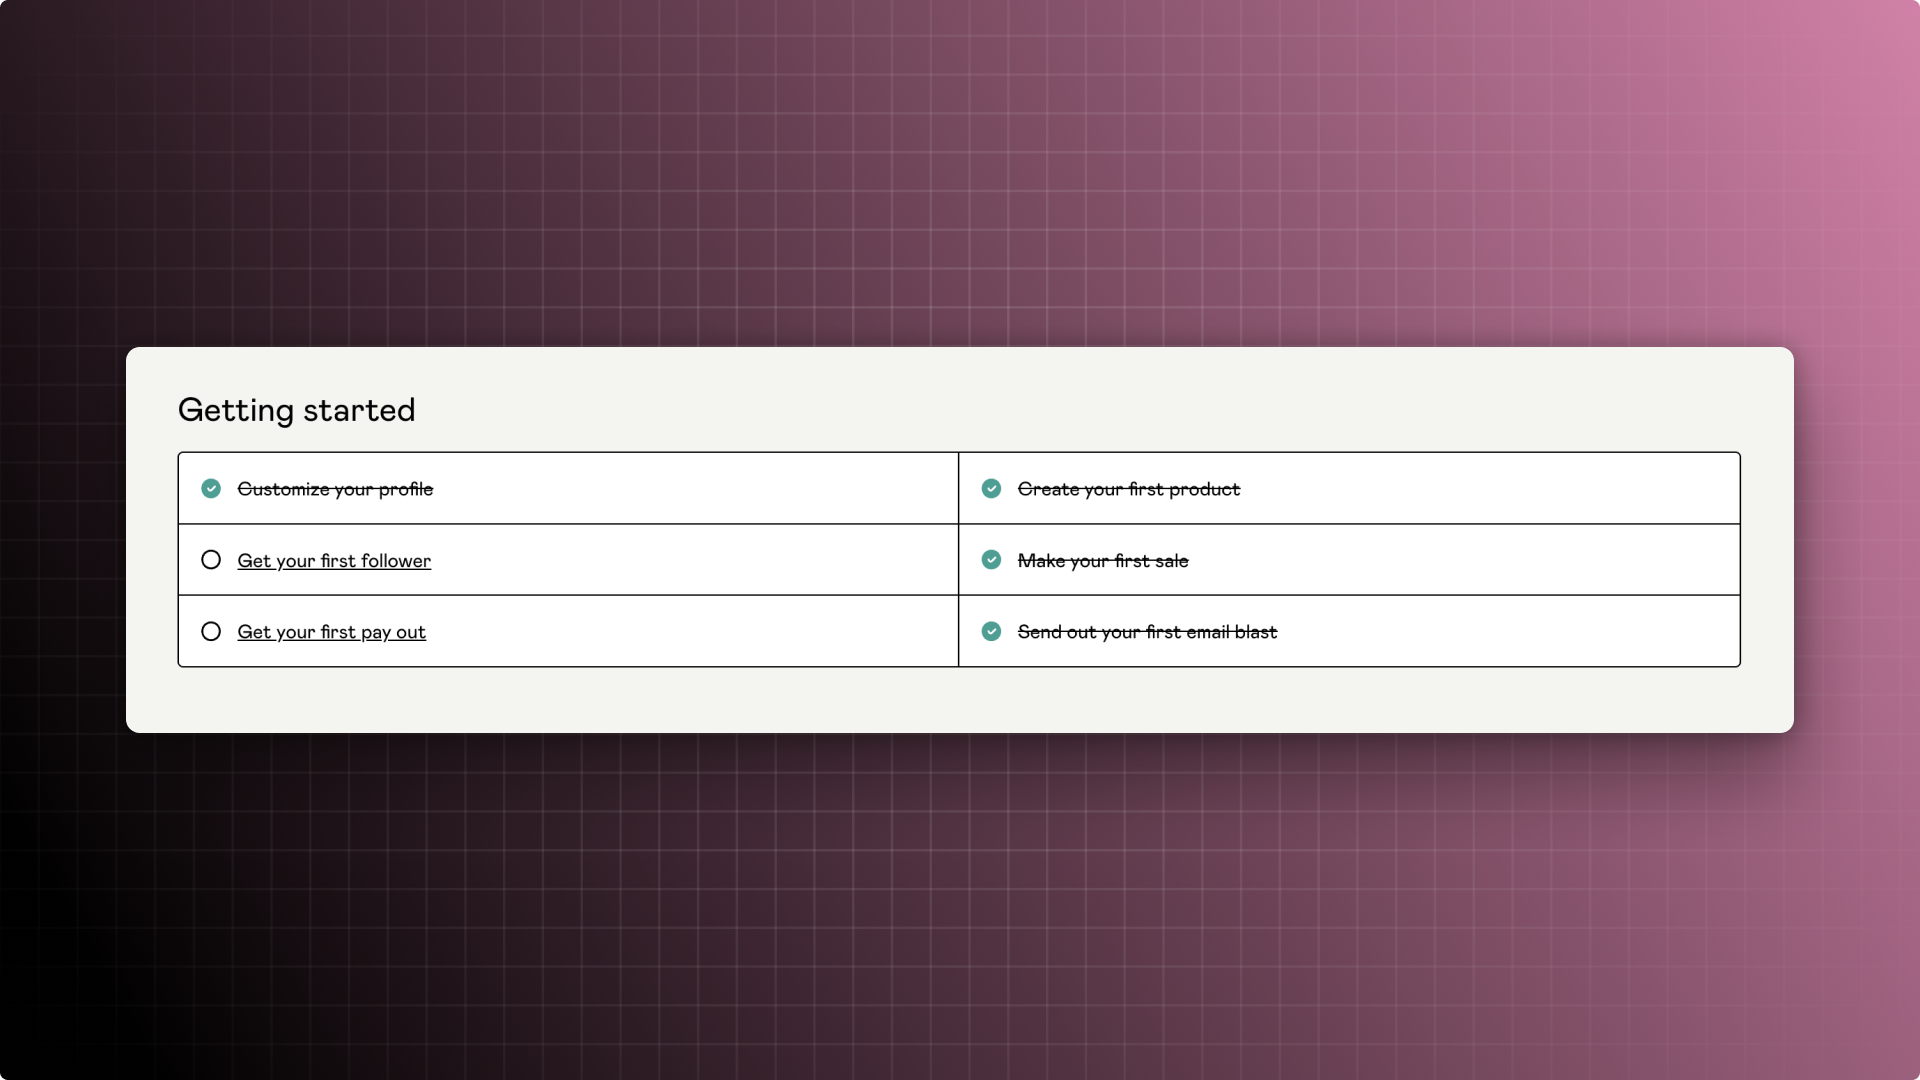 Getting started
Customize your profile
Create your first product
Get your first follower
Make your first sale
Get your first pay out
Send out your first email blast